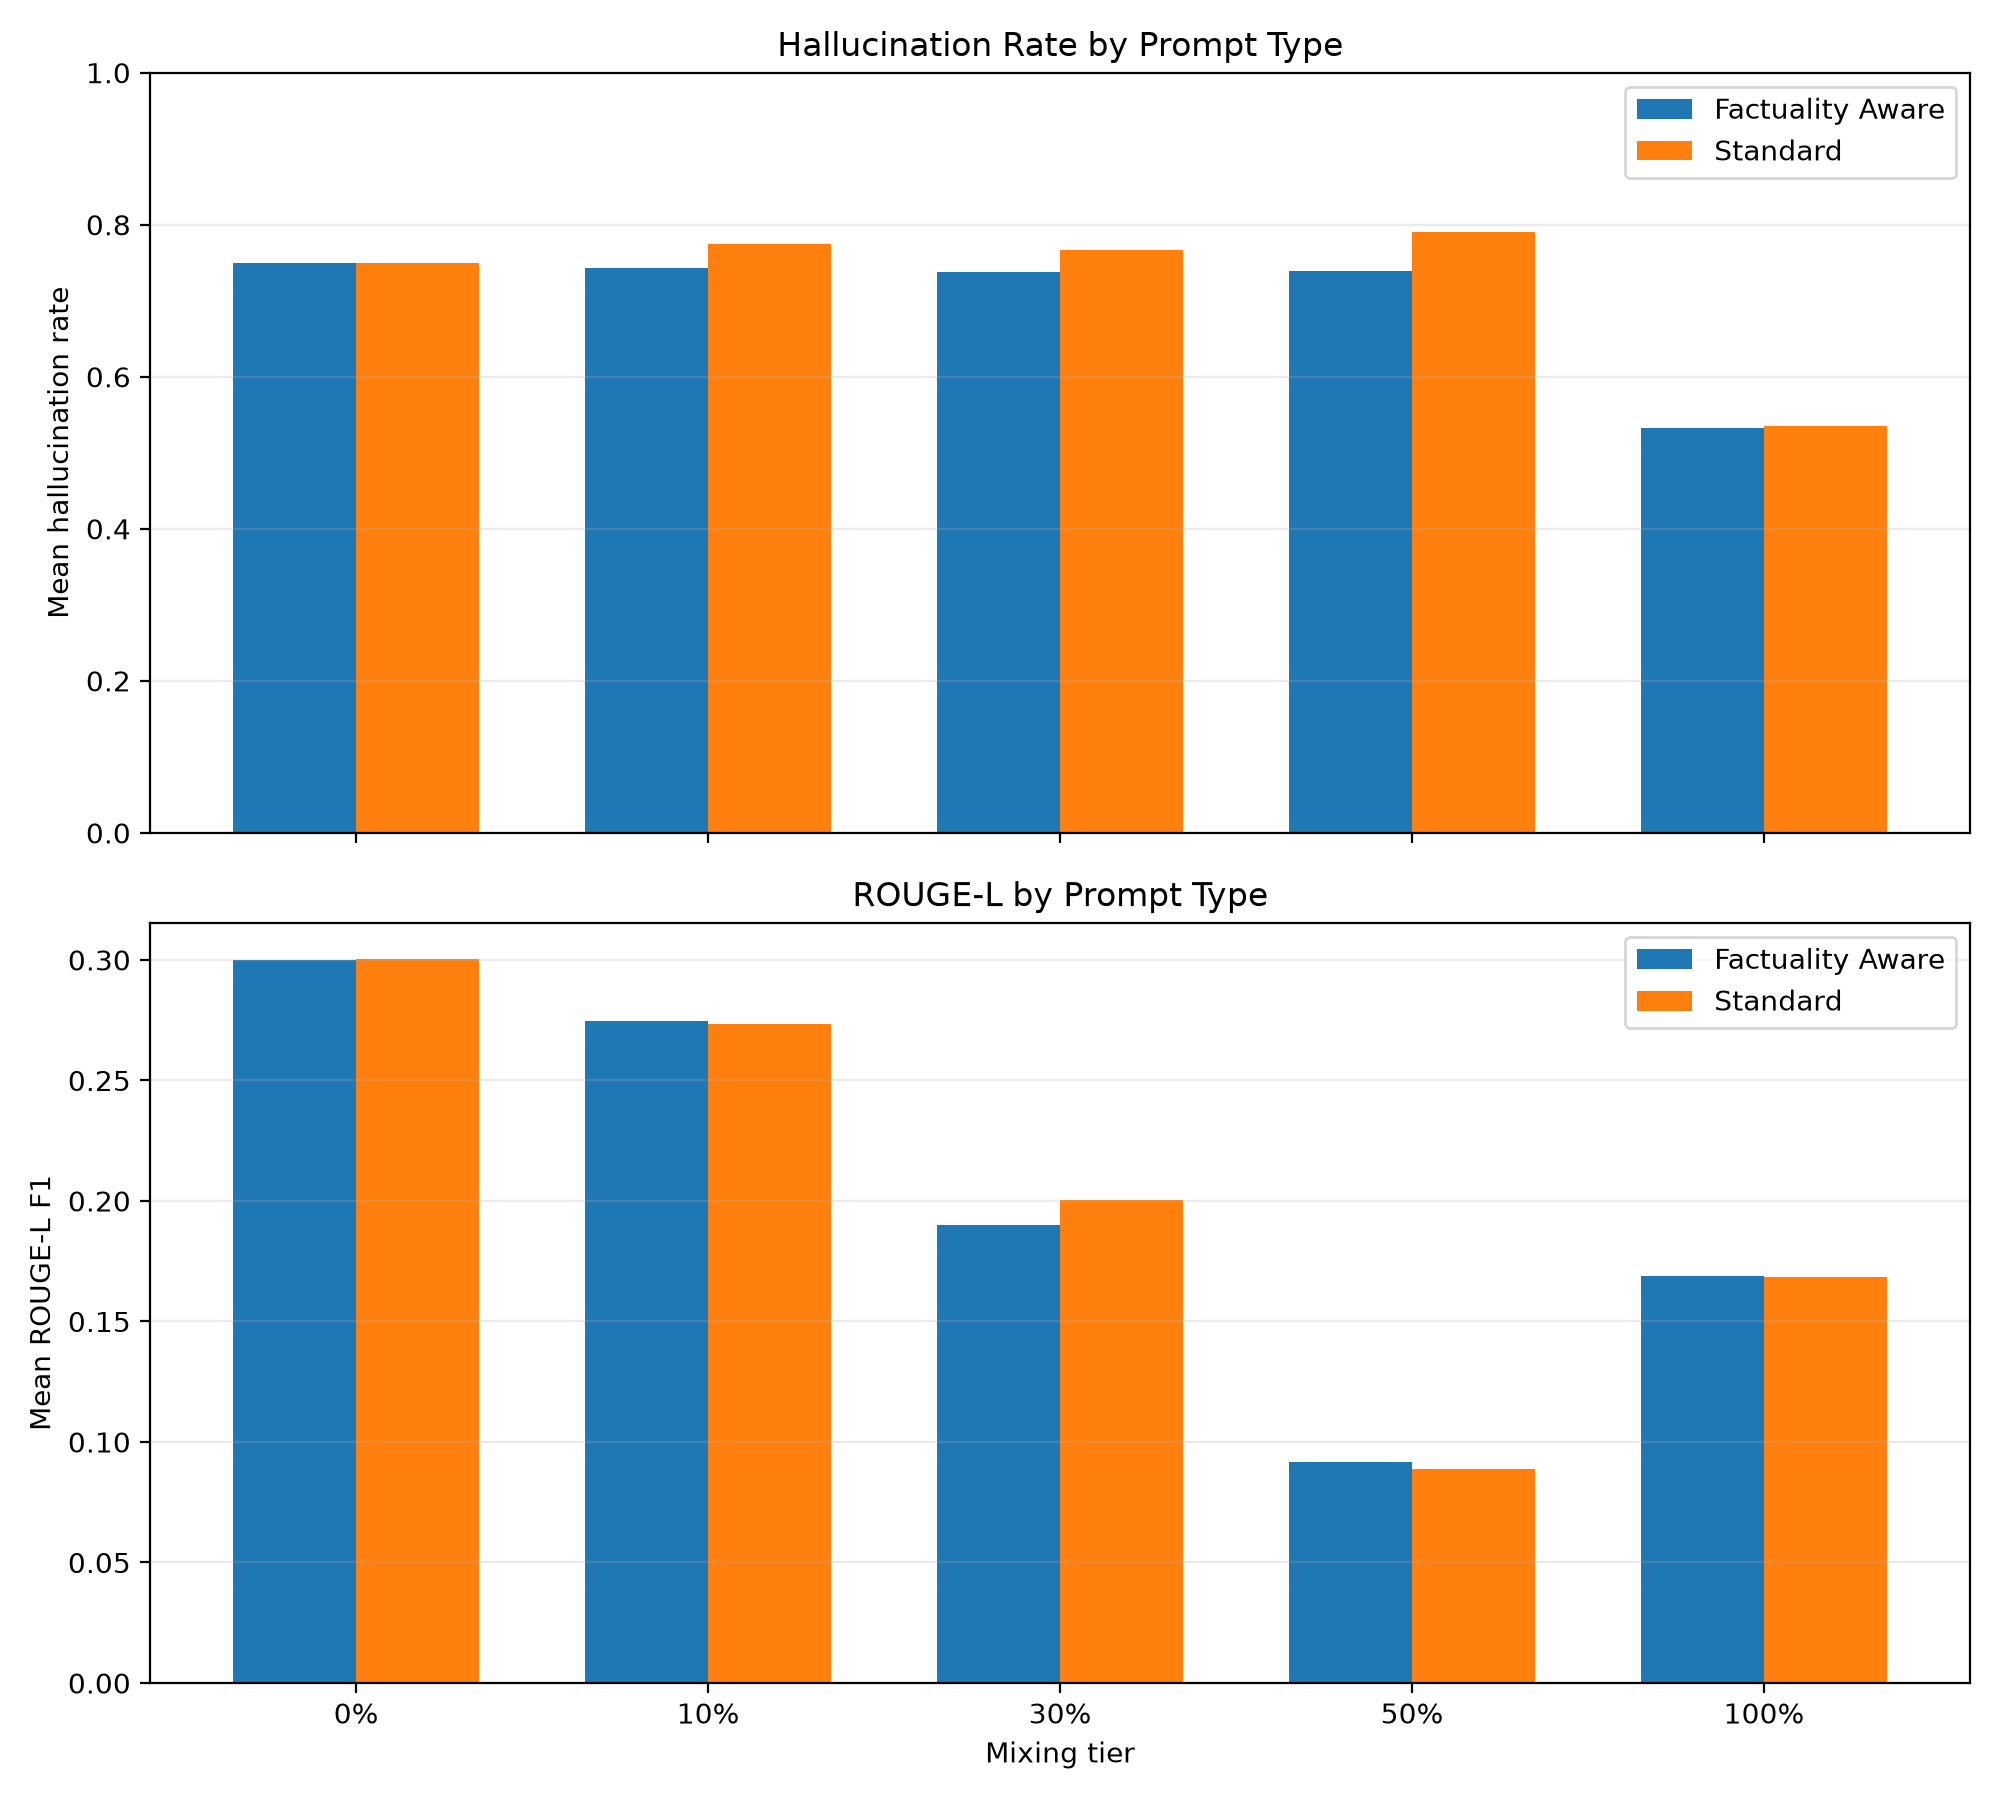 Hallucination Rate by Prompt Type
1.0
0.8
0.6
0.4
0.2
0.0
Mean hallucination rate
Factuality Aware
Standard
ROUGE-L by Prompt Type
0.30
0.25
0.20
0.15
0.10
0.05
0.00
Mean ROUGE-L F1
Factuality Aware
Standard
0% 10% 30% 50% 100%
Mixing tier